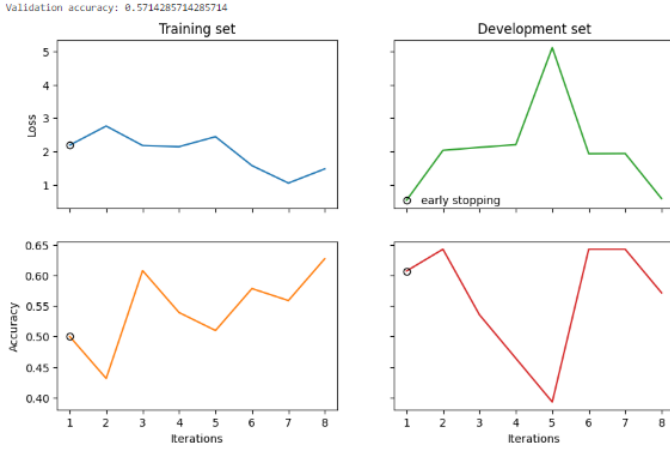 Validation accuracy: 0.5714285714285714
Training set
Development set
Loss
5
4
3
2
1
early stopping
Accuracy
0.65
0.60
0.55
0.50
0.45
0.40
1 2 3 4 5 6 7 8
1 2 3 4 5 6 7 8
Iterations
Iterations